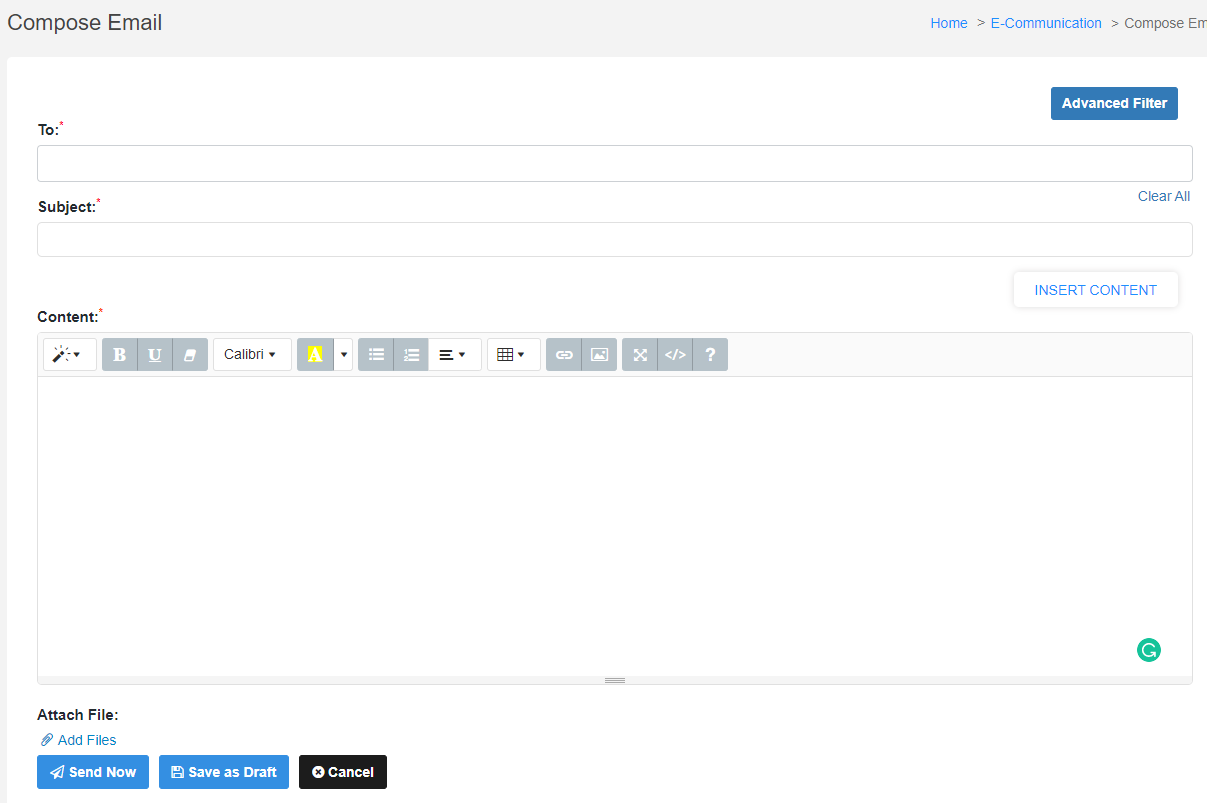 Compose Email
Home > E-Communication > Compose Em
Advanced Filter
To:*
Clear All
Subject:*
INSERT CONTENT
Content:*
B U Calibri A </> ?
Attach File:
Add Files
Send Now Save as Draft Cancel